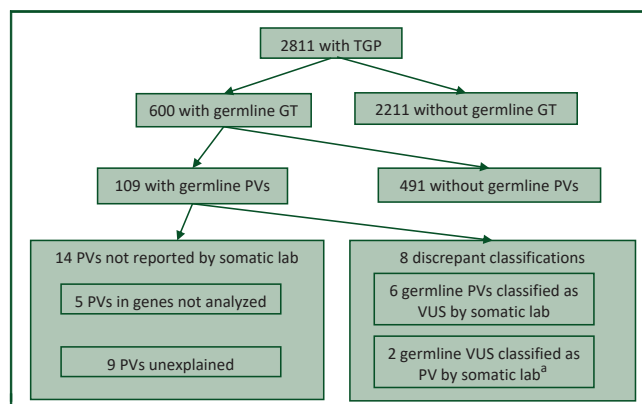 2811 with TGP
600 with germline GT
2211 without germline GT
109 with germline PVs
491 without germline PVs
14 PVs not reported by somatic lab
5 PVs in genes not analyzed
9 PVs unexplained
8 discrepant classifications
6 germline PVs classified as
VUS by somatic lab
2 germline VUS classified as
PV by somatic labᵃ